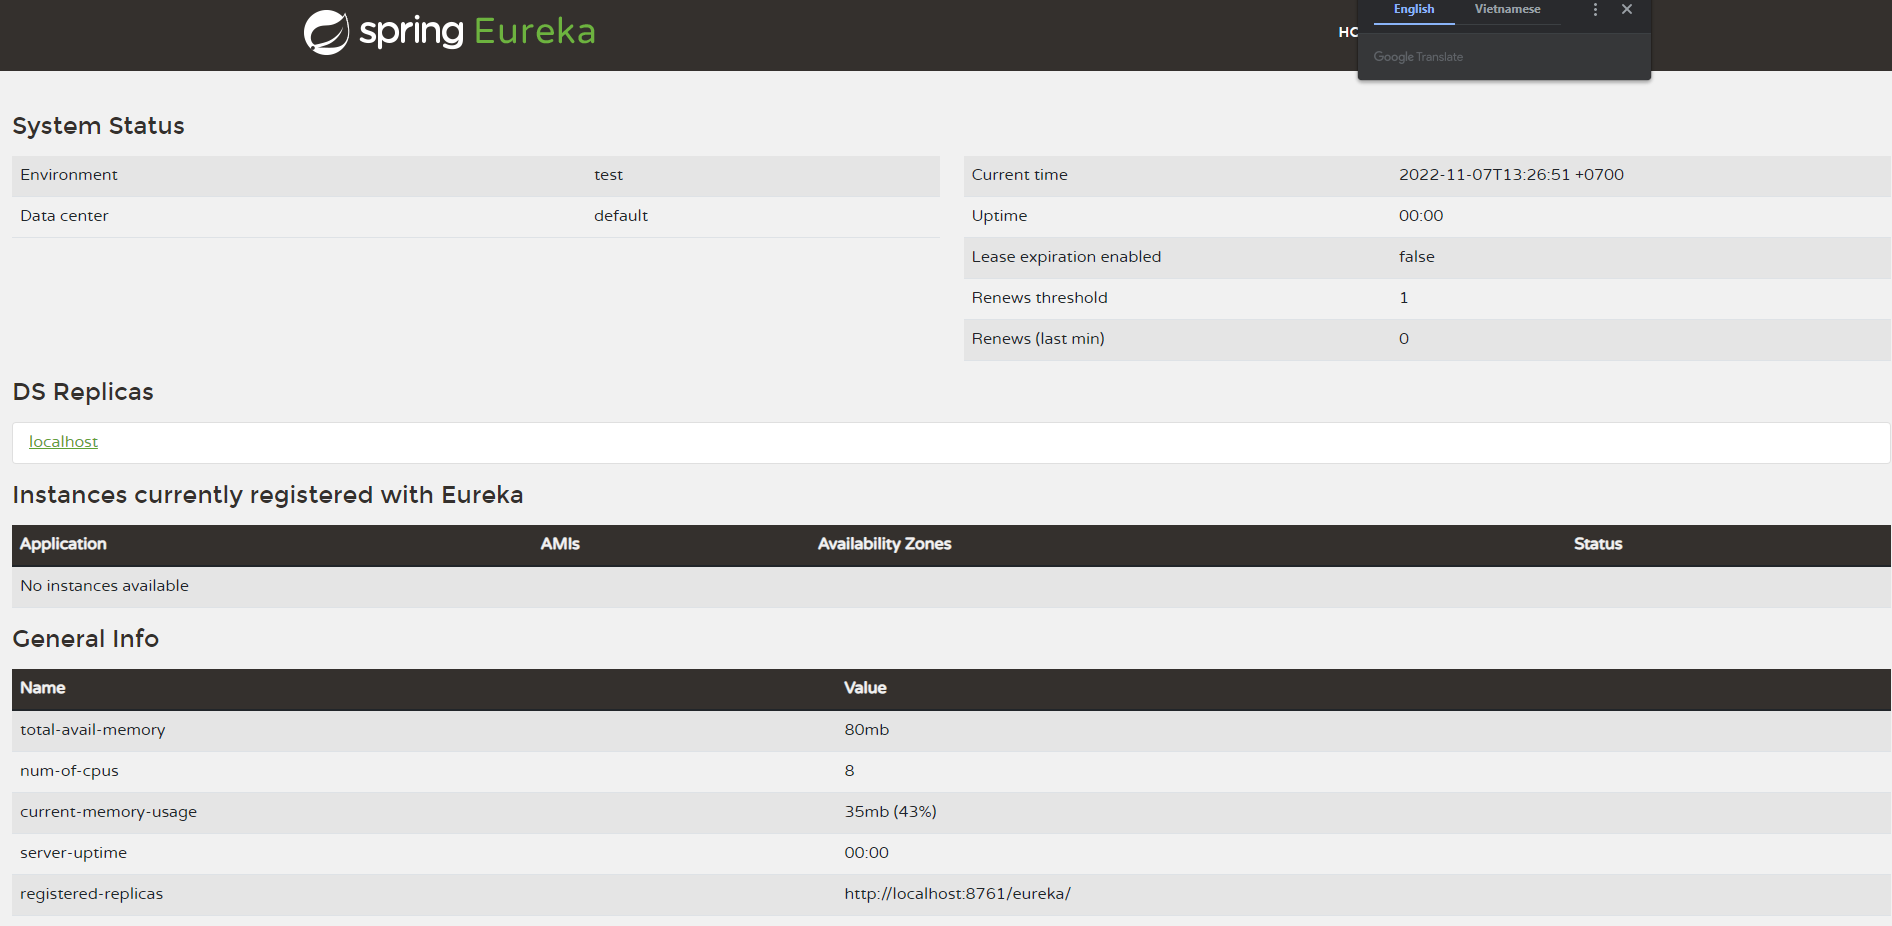 spring Eureka
HO
English Vietnamese
Google Translate
System Status
Environment test
Data center default
Current time 2022-11-07T13:26:51 +0700
Uptime 00:00
Lease expiration enabled false
Renews threshold 1
Renews (last min) 0
DS Replicas
localhost
Instances currently registered with Eureka
Application AMIs Availability Zones Status
No instances available
General Info
Name Value
total-avail-memory 80mb
num-of-cpus 8
current-memory-usage 35mb (43%)
server-uptime 00:00
registered-replicas http://localhost:8761/eureka/